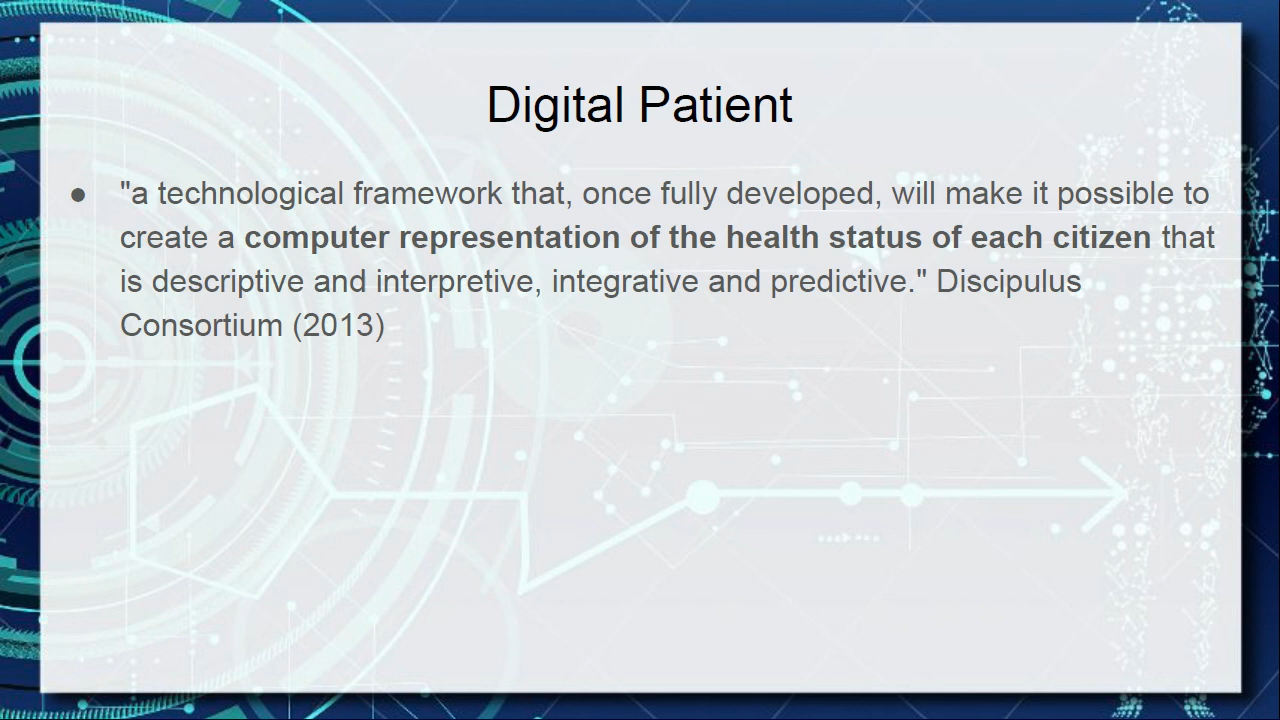 Digital Patient
● "a technological framework that, once fully developed, will make it possible to
create a computer representation of the health status of each citizen that
is descriptive and interpretive, integrative and predictive." Discipulus
Consortium (2013)